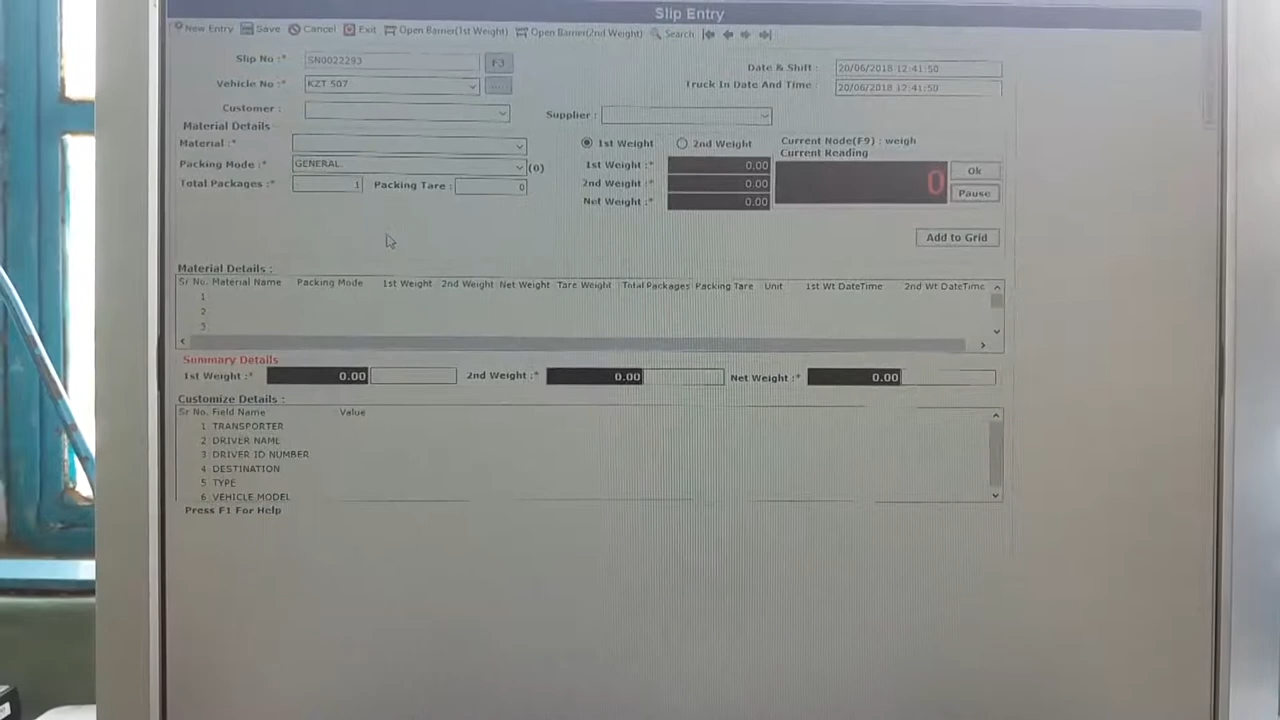 Slip Entry
New Entry Save Cancel Exit Open Barrier(1st Weight) Open Barrier(2nd Weight) Search
Slip No :* SN0022293 F3 Date & Shift : 20/06/2018 12:41:50
Vehicle No :* KZT 507 ... Truck In Date And Time : 20/06/2018 12:41:50
Customer : Supplier :
Material Details
Material :* 1st Weight 2nd Weight Current Node(F9) : weigh
Current Reading
Packing Mode :* GENERAL (0) 1st Weight :* 0.00 0 Ok
Total Packages :* 1 Packing Tare : 0 2nd Weight :* 0.00 Pause
Net Weight :* 0.00
Add to Grid
Material Details :
Sr No. Material Name Packing Mode 1st Weight 2nd Weight Net Weight Tare Weight Total Packages Packing Tare Unit 1st Wt DateTime 2nd Wt DateTime
1
2
3
Summary Details
1st Weight :* 0.00 2nd Weight :* 0.00 Net Weight :* 0.00
Customize Details :
Sr No. Field Name Value
1 TRANSPORTER
2 DRIVER NAME
3 DRIVER ID NUMBER
4 DESTINATION
5 TYPE
6 VEHICLE MODEL
Press F1 For Help